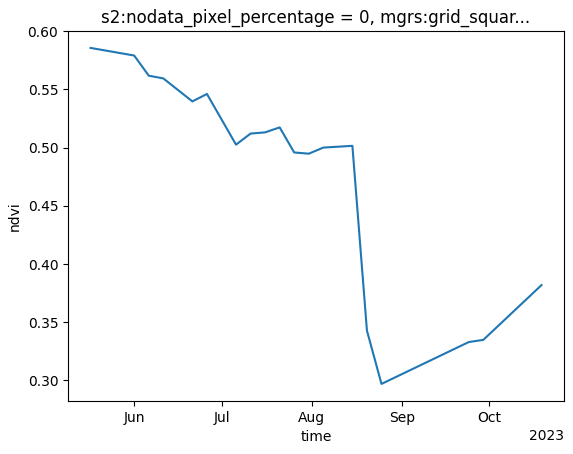 s2:nodata_pixel_percentage = 0, mgrs:grid_squar...
0.60
0.55
0.50
0.45
0.40
0.35
0.30
ndvi
Jun Jul Aug Sep Oct
time
2023